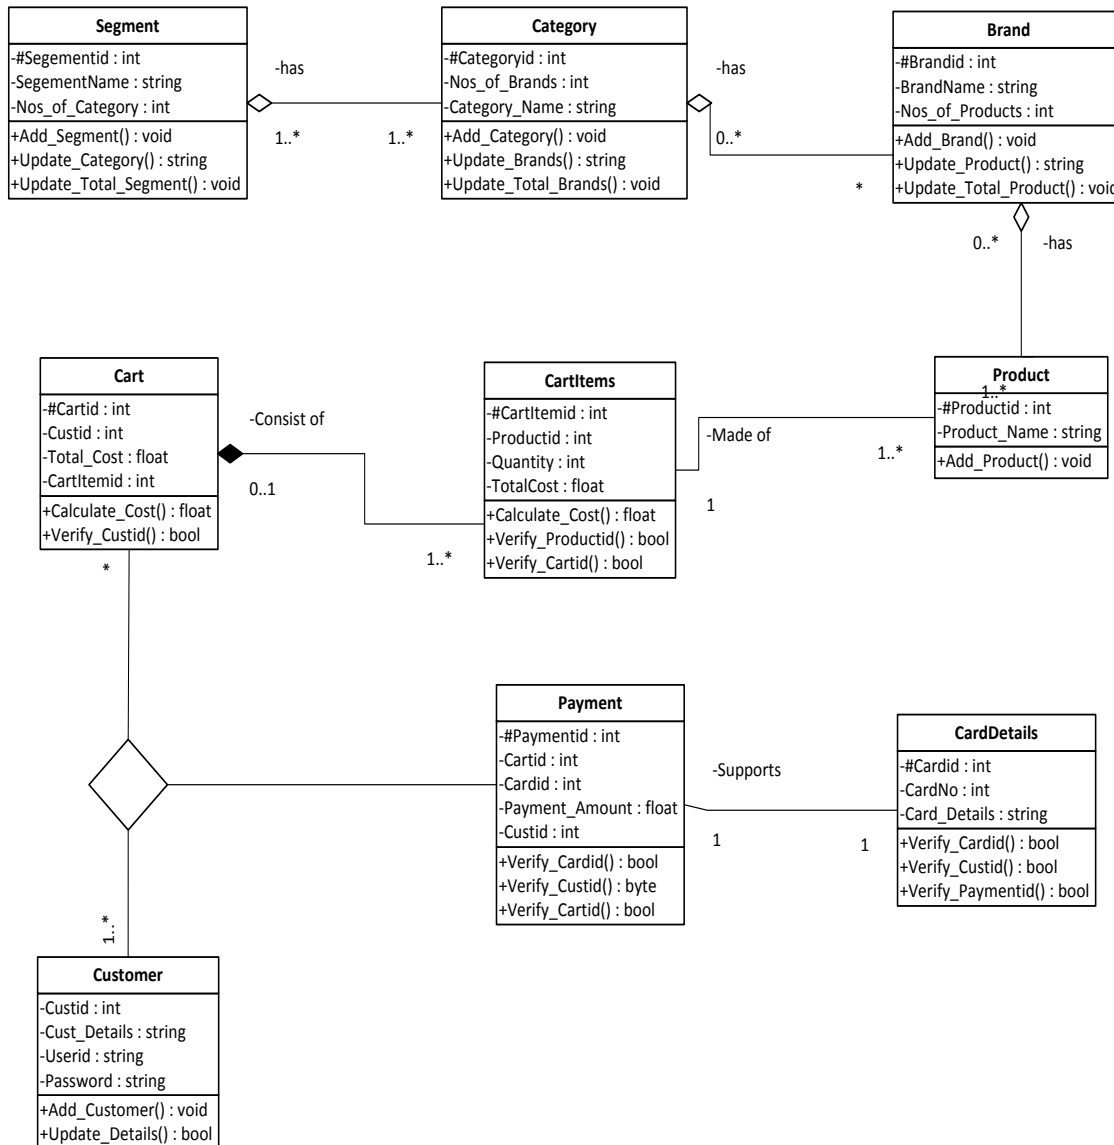 Segment
-#Segementid : int
-SegementName : string
-Nos_of_Category : int
+Add_Segment() : void
+Update_Category() : string
+Update_Total_Segment() : void
-has
1..*
1..*
Category
-#Categoryid : int
-Nos_of_Brands : int
-Category_Name : string
+Add_Category() : void
+Update_Brands() : string
+Update_Total_Brands() : void
-has
0..*
*
Brand
-#Brandid : int
-BrandName : string
-Nos_of_Products : int
+Add_Brand() : void
+Update_Product() : string
+Update_Total_Product() : void
0..*
-has
Cart
-#Cartid : int
-Custid : int
-Total_Cost : float
-CartItemid : int
+Calculate_Cost() : float
+Verify_Custid() : bool
-Consist of
0..1
1..*
CartItems
-#CartItemid : int
-Productid : int
-Quantity : int
-TotalCost : float
+Calculate_Cost() : float
+Verify_Productid() : bool
+Verify_Cartid() : bool
-Made of
1
1..*
Product
1..*
-#Productid : int
-Product_Name : string
+Add_Product() : void
*
Payment
-#Paymentid : int
-Cartid : int
-Cardid : int
-Payment_Amount : float
-Custid : int
+Verify_Cardid() : bool
+Verify_Custid() : byte
+Verify_Cartid() : bool
-Supports
1
1
CardDetails
-#Cardid : int
-CardNo : int
-Card_Details : string
+Verify_Cardid() : bool
+Verify_Custid() : bool
+Verify_Paymentid() : bool
1..*
Customer
-Custid : int
-Cust_Details : string
-Userid : string
-Password : string
+Add_Customer() : void
+Update_Details() : bool